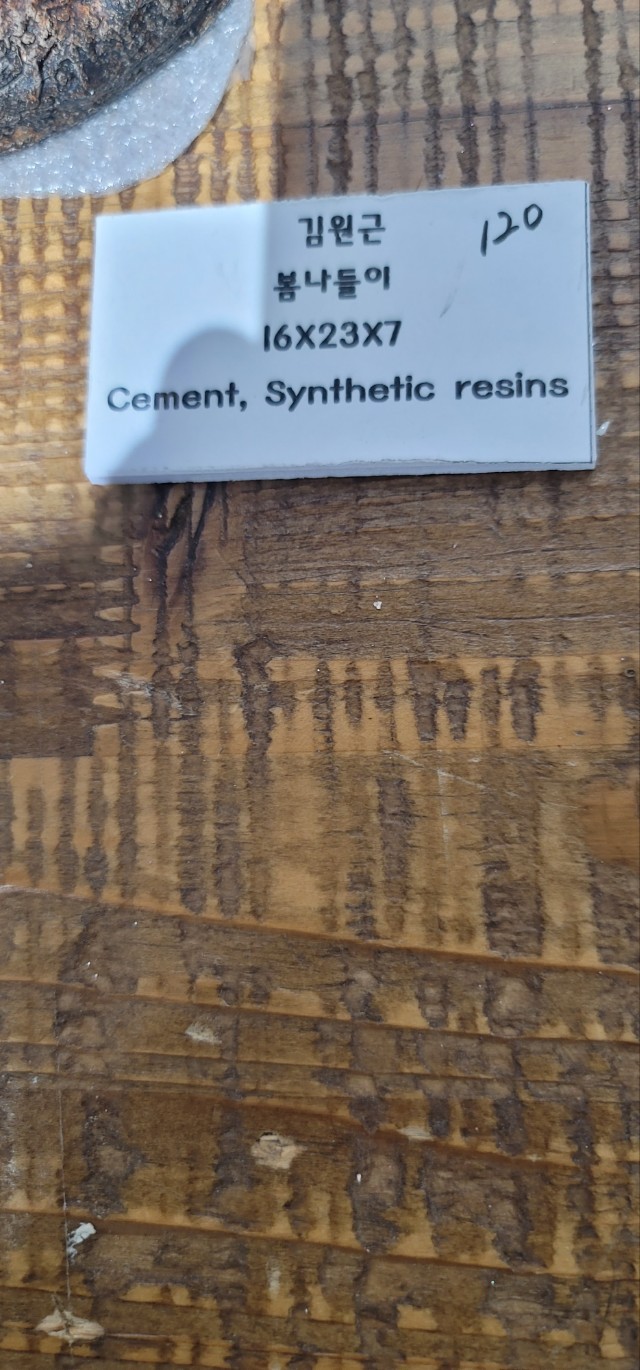 김원근 120
봄나들이
16X23X7
Cement, Synthetic resins